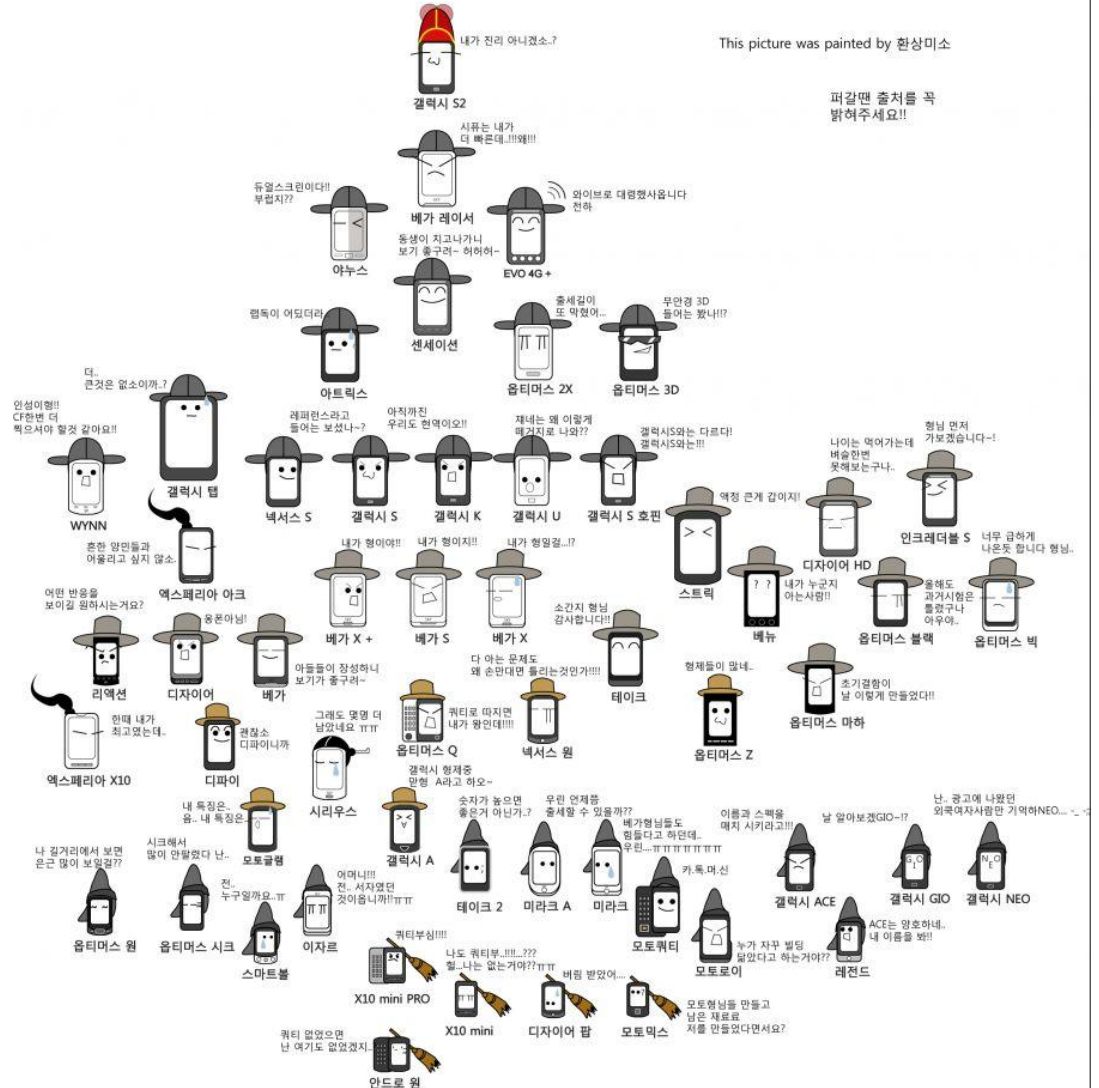 내가 진리 아니겠소..?
갤럭시 S2
This picture was painted by 환상미소
퍼갈땐 출처를 꼭
밝혀주세요!!
시퓨는 내가
더 빠른데..!!!왜!!!
베가 레이서
듀얼스크린이다!!
부럽지??
야누스
와이브로 대령했사옵니다
전하
EVO 4G +
동생이 치고나가니
보기 좋구려~ 허허허~
센세이션
랩독이 어딨더라
아트릭스
출세길이
또 막혔어...
옵티머스 2X
무안경 3D
들어는 봤나!!?
옵티머스 3D
더..
큰것은 없소이까..?
갤럭시 탭
인성이형!!
CF한번 더
찍으셔야 할것 같아요!!
WYNN
레퍼런스라고
들어는 보셨나~?
넥서스 S
아직까진
우리도 현역이오!!
갤럭시 S
갤럭시 K
쟤네는 왜 이렇게
떼거지로 나와??
갤럭시 U
갤럭시S와는 다르다!
갤럭시S와는!!!
갤럭시 S 호핀
액정 큰게 갑이지!
스트릭
나이는 먹어가는데
벼슬한번
못해보는구나..
디자이어 HD
형님 먼저
가보겠습니다~!
인크레더블 S
흔한 양민들과
어울리고 싶지 않소.
엑스페리아 아크
내가 형이야!!
베가 X +
내가 형이지!!
베가 S
내가 형일걸...!?
베가 X
소간지 형님
감사합니다!!
테이크
내가 누군지
아는사람!!
베뉴
올해도
과거시험은
틀렸구나
아우야..
옵티머스 블랙
너무 급하게
나온듯 합니다 형님..
옵티머스 빅
어떤 반응을
보이길 원하시는거요?
리액션
옹폰아님!
디자이어
베가
아들들이 장성하니
보기가 좋구려~
초기결함이
날 이렇게 만들었다!!
옵티머스 마하
한때 내가
최고였는데..
엑스페리아 X10
괜찮소
디파이니까
디파이
그래도 몇명 더
남았네요 ㅠㅠ
시리우스
쿼티로 따지면
내가 왕인데!!!!
옵티머스 Q
다 아는 문제도
왜 손만대면 틀리는것인가!!!!
넥서스 원
형제들이 많네..
옵티머스 Z
내 특징은..
음.. 내 특징은..
모토글램
갤럭시 형제중
맏형 A라고 하오~
갤럭시 A
나 길거리에서 보면
은근 많이 보일걸??
옵티머스 원
시크해서
많이 안팔렸다 난..
옵티머스 시크
전..
누구일까요..ㅠ
스마트볼
어머니!!!
전.. 서자였던
것이옵니까!!ㅠㅠ
이자르
숫자가 높으면
좋은거 아닌가..?
테이크 2
우린 언제쯤
출세할 수 있을까??
미라크 A
베가형님들도
힘들다고 하던데..
우린....ㅠㅠㅠㅠㅠㅠㅠ
미라크
카.톡.머.신
모토쿼티
누가 자꾸 빌딩
닮았다고 하는거야??
모토로이
이름과 스펙을
매치 시키라고!!!
갤럭시 ACE
날 알아보겠GIO~!?
갤럭시 GIO
난.. 광고에 나왔던
외쿡여자사람만 기억하NEO.... -_-
갤럭시 NEO
ACE는 양호하네..
내 이름을 봐!!
레전드
쿼티부심!!!!
X10 mini PRO
나도 쿼티부..!!!!...???
헐...나는 없는거야??ㅠㅠ
X10 mini
버림 받았어....
디자이어 팝
모토형님들 만들고
남은 재료로
저를 만들었다면서요?
모토믹스
쿼티 없었으면
난 여기도 없었겠지..
안드로 원